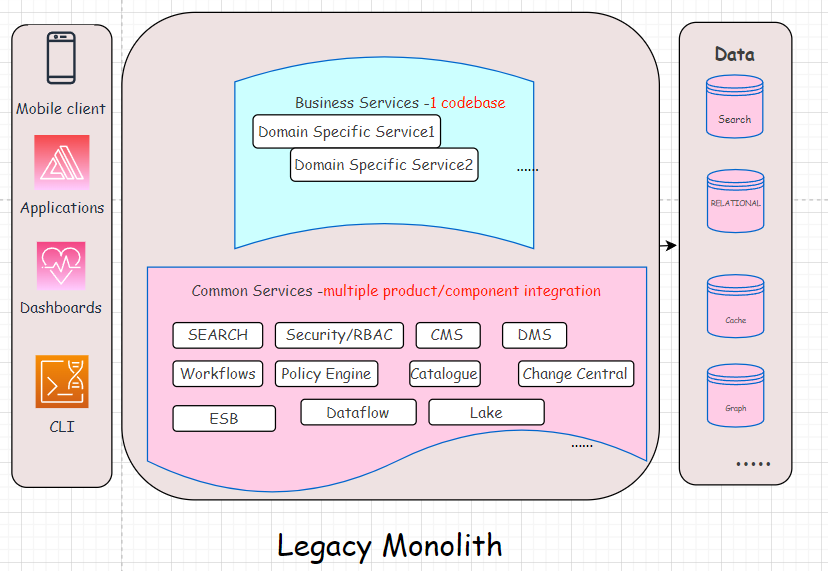 Mobile client
Applications
Dashboards
CLI
Business Services -1 codebase
Domain Specific Service1
Domain Specific Service2
......
Common Services -multiple product/component integration
SEARCH
Security/RBAC
CMS
DMS
Workflows
Policy Engine
Catalogue
Change Central
ESB
Dataflow
Lake
......
Data
Search
RELATIONAL
Cache
Graph
.....
Legacy Monolith